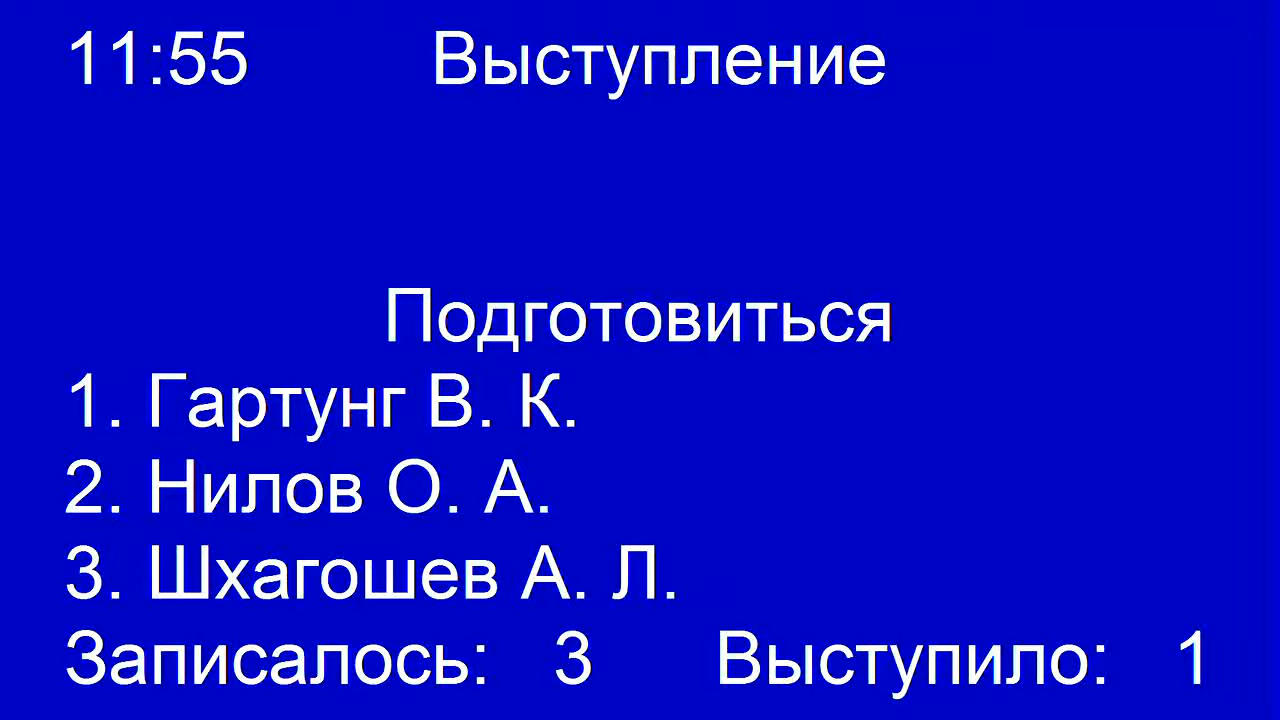 11:55 Выступление
Подготовиться
1. Гартунг В. К.
2. Нилов О. А.
3. Шхагошев А. Л.
Записалось: 3 Выступило: 1